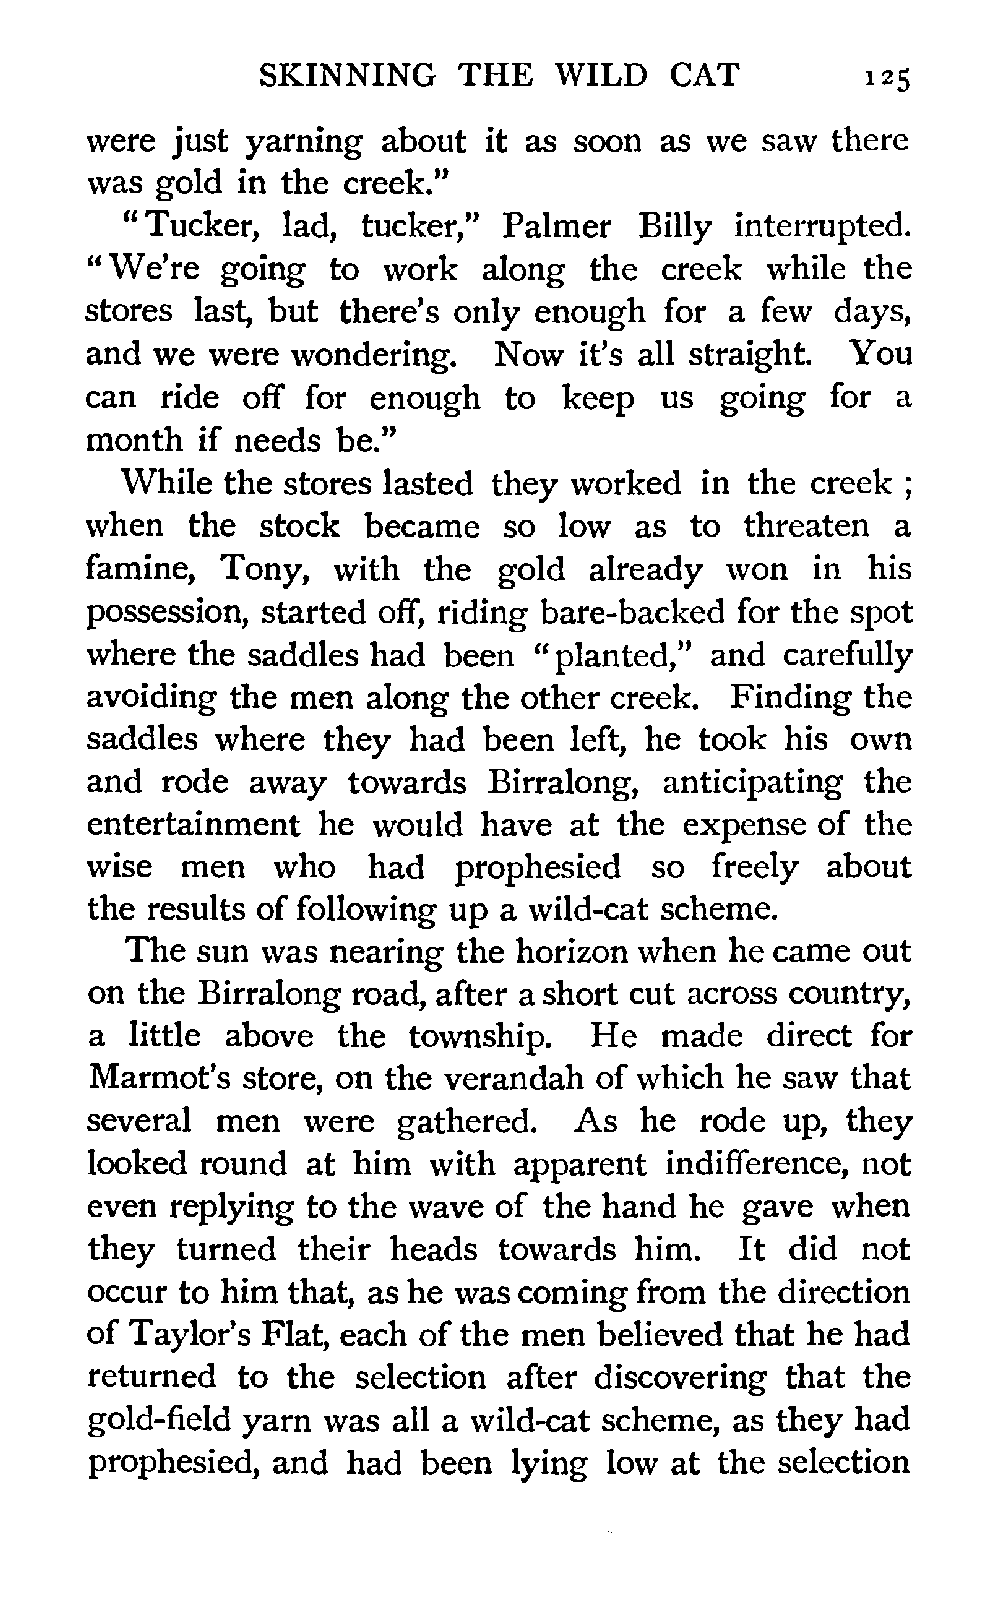 SKINNING THE WILD CAT 125
were just yarning about it as soon as we saw there
was gold in the creek."
"Tucker, lad, tucker," Palmer Billy interrupted.
"We're going to work along the creek while the
stores last, but there's only enough for a few days,
and we were wondering. Now it's all straight. You
can ride off for enough to keep us going for a
month if needs be."
While the stores lasted they worked in the creek ;
when the stock became so low as to threaten a
famine, Tony, with the gold already won in his
possession, started off, riding bare-backed for the spot
where the saddles had been "planted," and carefully
avoiding the men along the other creek. Finding the
saddles where they had been left, he took his own
and rode away towards Birralong, anticipating the
entertainment he would have at the expense of the
wise men who had prophesied so freely about
the results of following up a wild-cat scheme.
The sun was nearing the horizon when he came out
on the Birralong road, after a short cut across country,
a little above the township. He made direct for
Marmot's store, on the verandah of which he saw that
several men were gathered. As he rode up, they
looked round at him with apparent indifference, not
even replying to the wave of the hand he gave when
they turned their heads towards him. It did not
occur to him that, as he was coming from the direction
of Taylor's Flat, each of the men believed that he had
returned to the selection after discovering that the
gold-field yarn was all a wild-cat scheme, as they had
prophesied, and had been lying low at the selection